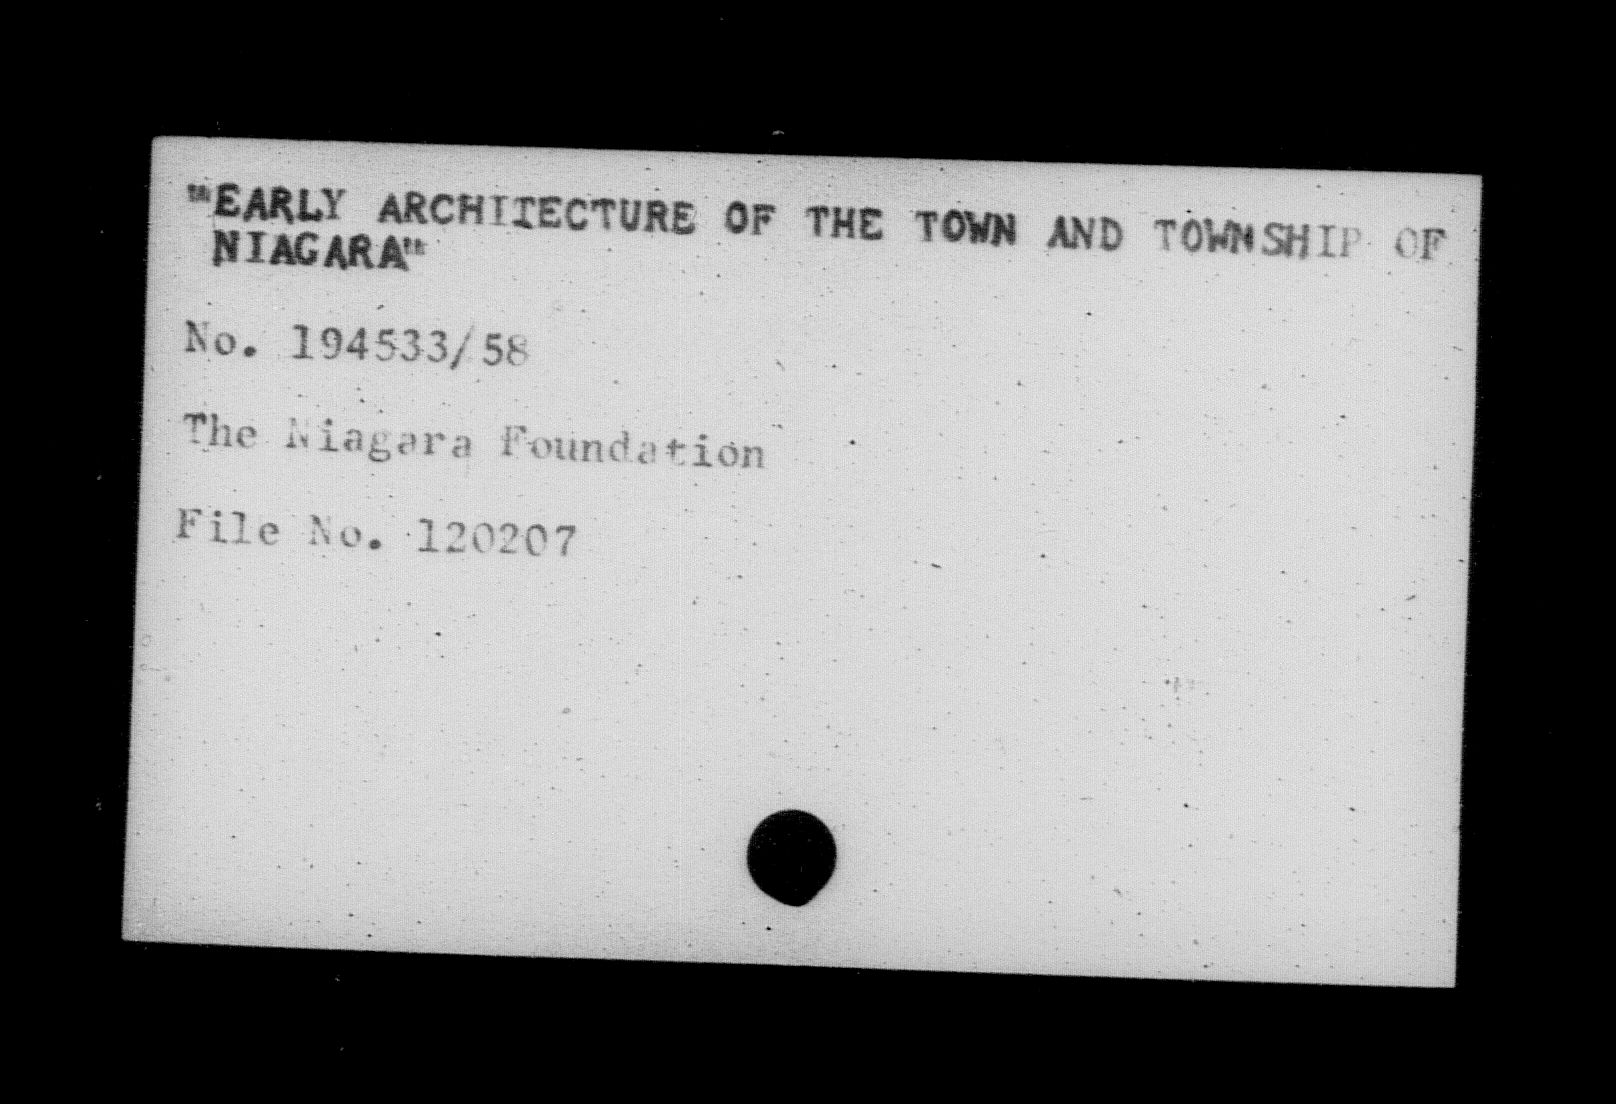 "EARLY ARCHITECTURE OF THE TOWN AND TOWNSHIP OF
NIAGARA"
No. 194533/58
The Niagara Foundation
File No. 120207